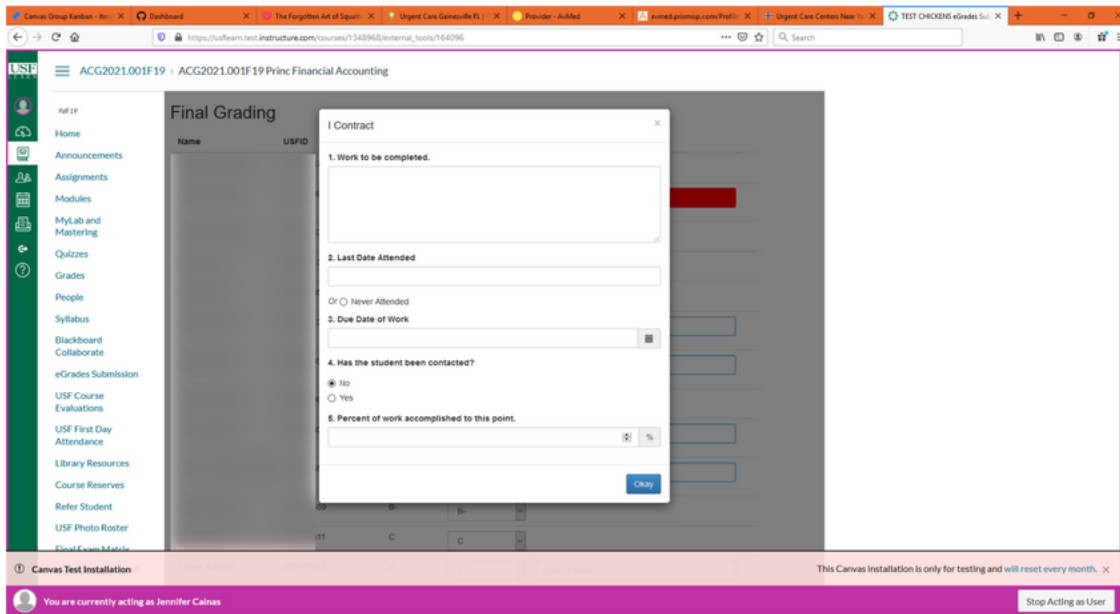 Canvas Group Kanban - Itera
Dashboard
The Forgotten Art of Squatti
Urgent Care Gainesville FL |
Provider - AvMed
avmed.prismisp.com/Profile
Urgent Care Centers Near Yo
TEST CHICKENS eGrades Sub
https://usflearn.test.instructure.com/courses/1348968/external_tools/164096
Search
USF
LEARN
ACG2021.001F19 > ACG2021.001F19 Princ Financial Accounting
Fall 19
Home
Announcements
Assignments
Modules
MyLab and
Mastering
Quizzes
Grades
People
Syllabus
Blackboard
Collaborate
eGrades Submission
USF Course
Evaluations
USF First Day
Attendance
Library Resources
Course Reserves
Refer Student
USF Photo Roster
Final Exam Matrix
Final Grading
Name USFID
I Contract ×
1. Work to be completed.
2. Last Date Attended
Or Never Attended
3. Due Date of Work
4. Has the student been contacted?
No
Yes
5. Percent of work accomplished to this point.
%
Okay
B- B-
C C
Canvas Test Installation
This Canvas installation is only for testing and will reset every month. ×
You are currently acting as Jennifer Cainas
Stop Acting as User